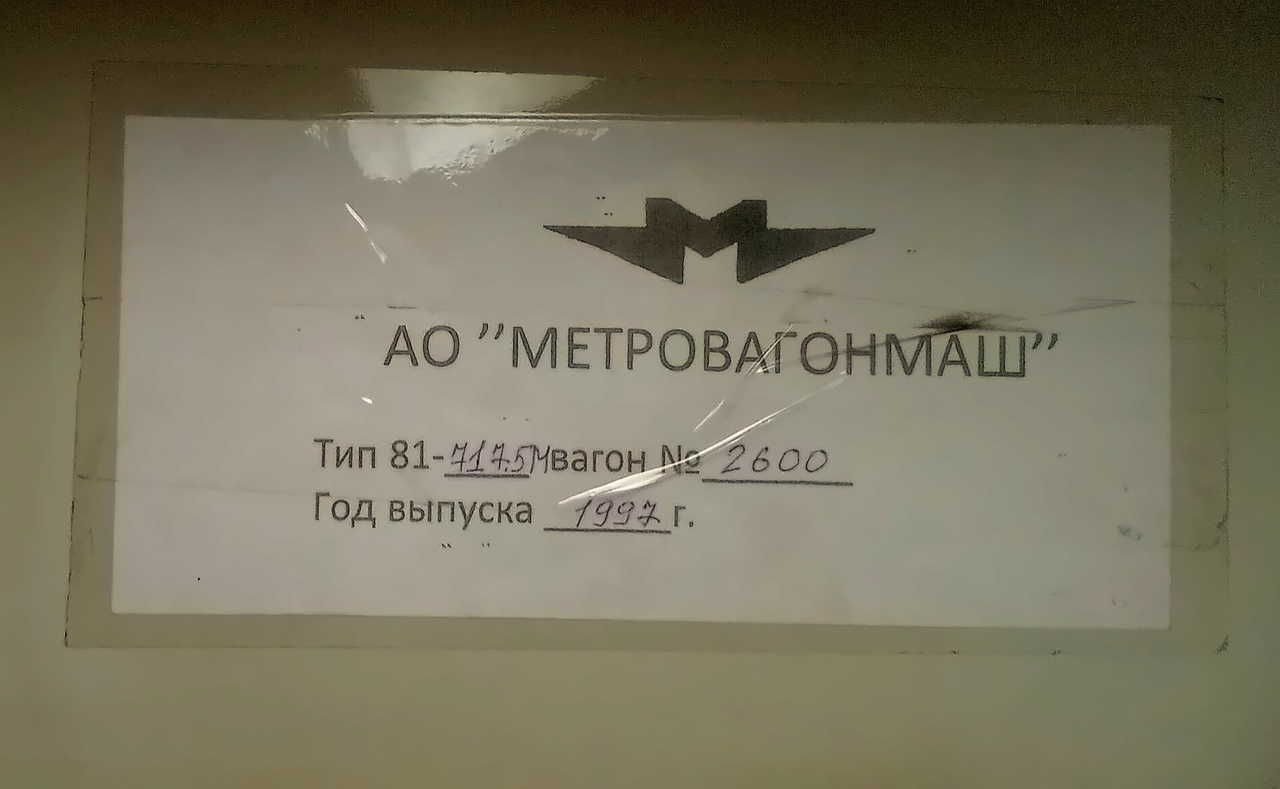 М
АО ”МЕТРОВАГОНМАШ”
Тип 81-717.5М вагон № 2600
Год выпуска 1997 г.